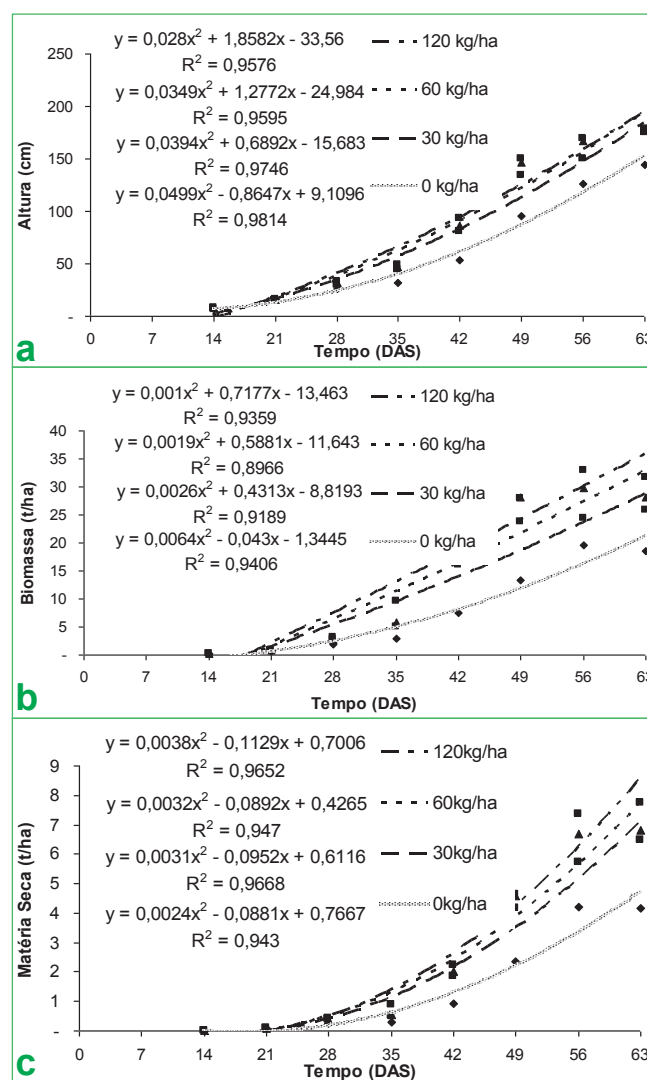 y = 0,028x² + 1,8582x - 33,56
R² = 0,9576
120 kg/ha
y = 0,0349x² + 1,2772x - 24,984
R² = 0,9595
60 kg/ha
y = 0,0394x² + 0,6892x - 15,683
R² = 0,9746
30 kg/ha
y = 0,0499x² - 0,8647x + 9,1096
R² = 0,9814
0 kg/ha
Altura (cm)
250
200
150
100
50
-
0 7 14 21 28 35 42 49 56 63
Tempo (DAS)
a
y = 0,001x² + 0,7177x - 13,463
R² = 0,9359
120 kg/ha
y = 0,0019x² + 0,5881x - 11,643
R² = 0,8966
60 kg/ha
y = 0,0026x² + 0,4313x - 8,8193
R² = 0,9189
30 kg/ha
y = 0,0064x² - 0,043x - 1,3445
R² = 0,9406
0 kg/ha
Biomassa (t/ha)
40
35
30
25
20
15
10
5
-
0 7 14 21 28 35 42 49 56 63
Tempo (DAS)
b
y = 0,0038x² - 0,1129x + 0,7006
R² = 0,9652
120kg/ha
y = 0,0032x² - 0,0892x + 0,4265
R² = 0,947
60kg/ha
y = 0,0031x² - 0,0952x + 0,6116
R² = 0,9668
30kg/ha
y = 0,0024x² - 0,0881x + 0,7667
R² = 0,943
0kg/ha
Matéria Seca (t/ha)
9
8
7
6
5
4
3
2
1
-
0 7 14 21 28 35 42 49 56 63
Tempo (DAS)
c